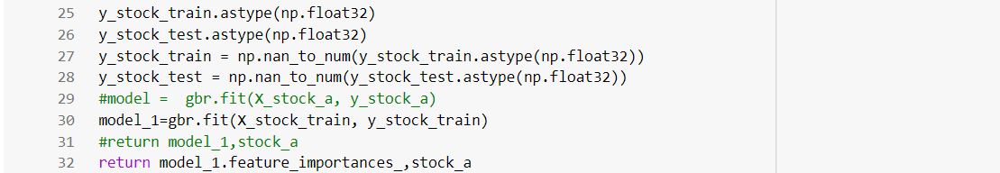 25 y_stock_train.astype(np.float32)
26 y_stock_test.astype(np.float32)
27 y_stock_train = np.nan_to_num(y_stock_train.astype(np.float32))
28 y_stock_test = np.nan_to_num(y_stock_test.astype(np.float32))
29 #model =  gbr.fit(X_stock_a, y_stock_a)
30 model_1=gbr.fit(X_stock_train, y_stock_train)
31 #return model_1,stock_a
32 return model_1.feature_importances_,stock_a